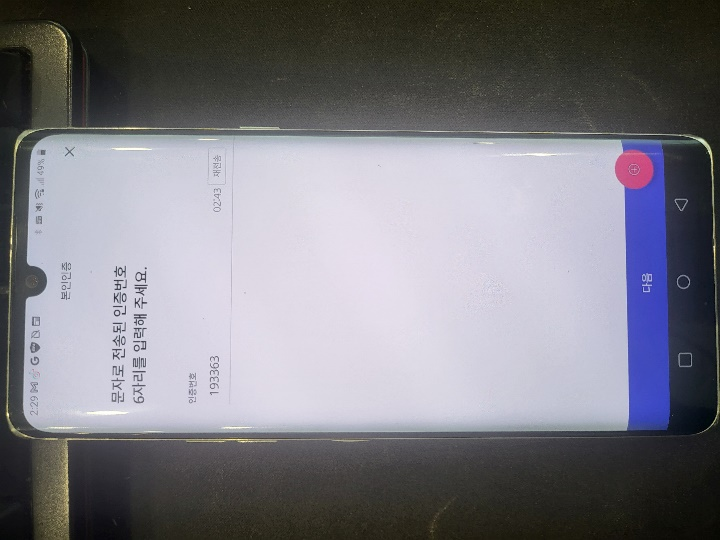 2:29
49%
본인인증
문자로 전송된 인증번호
6자리를 입력해 주세요.
인증번호
193363
02:43
재전송
다음